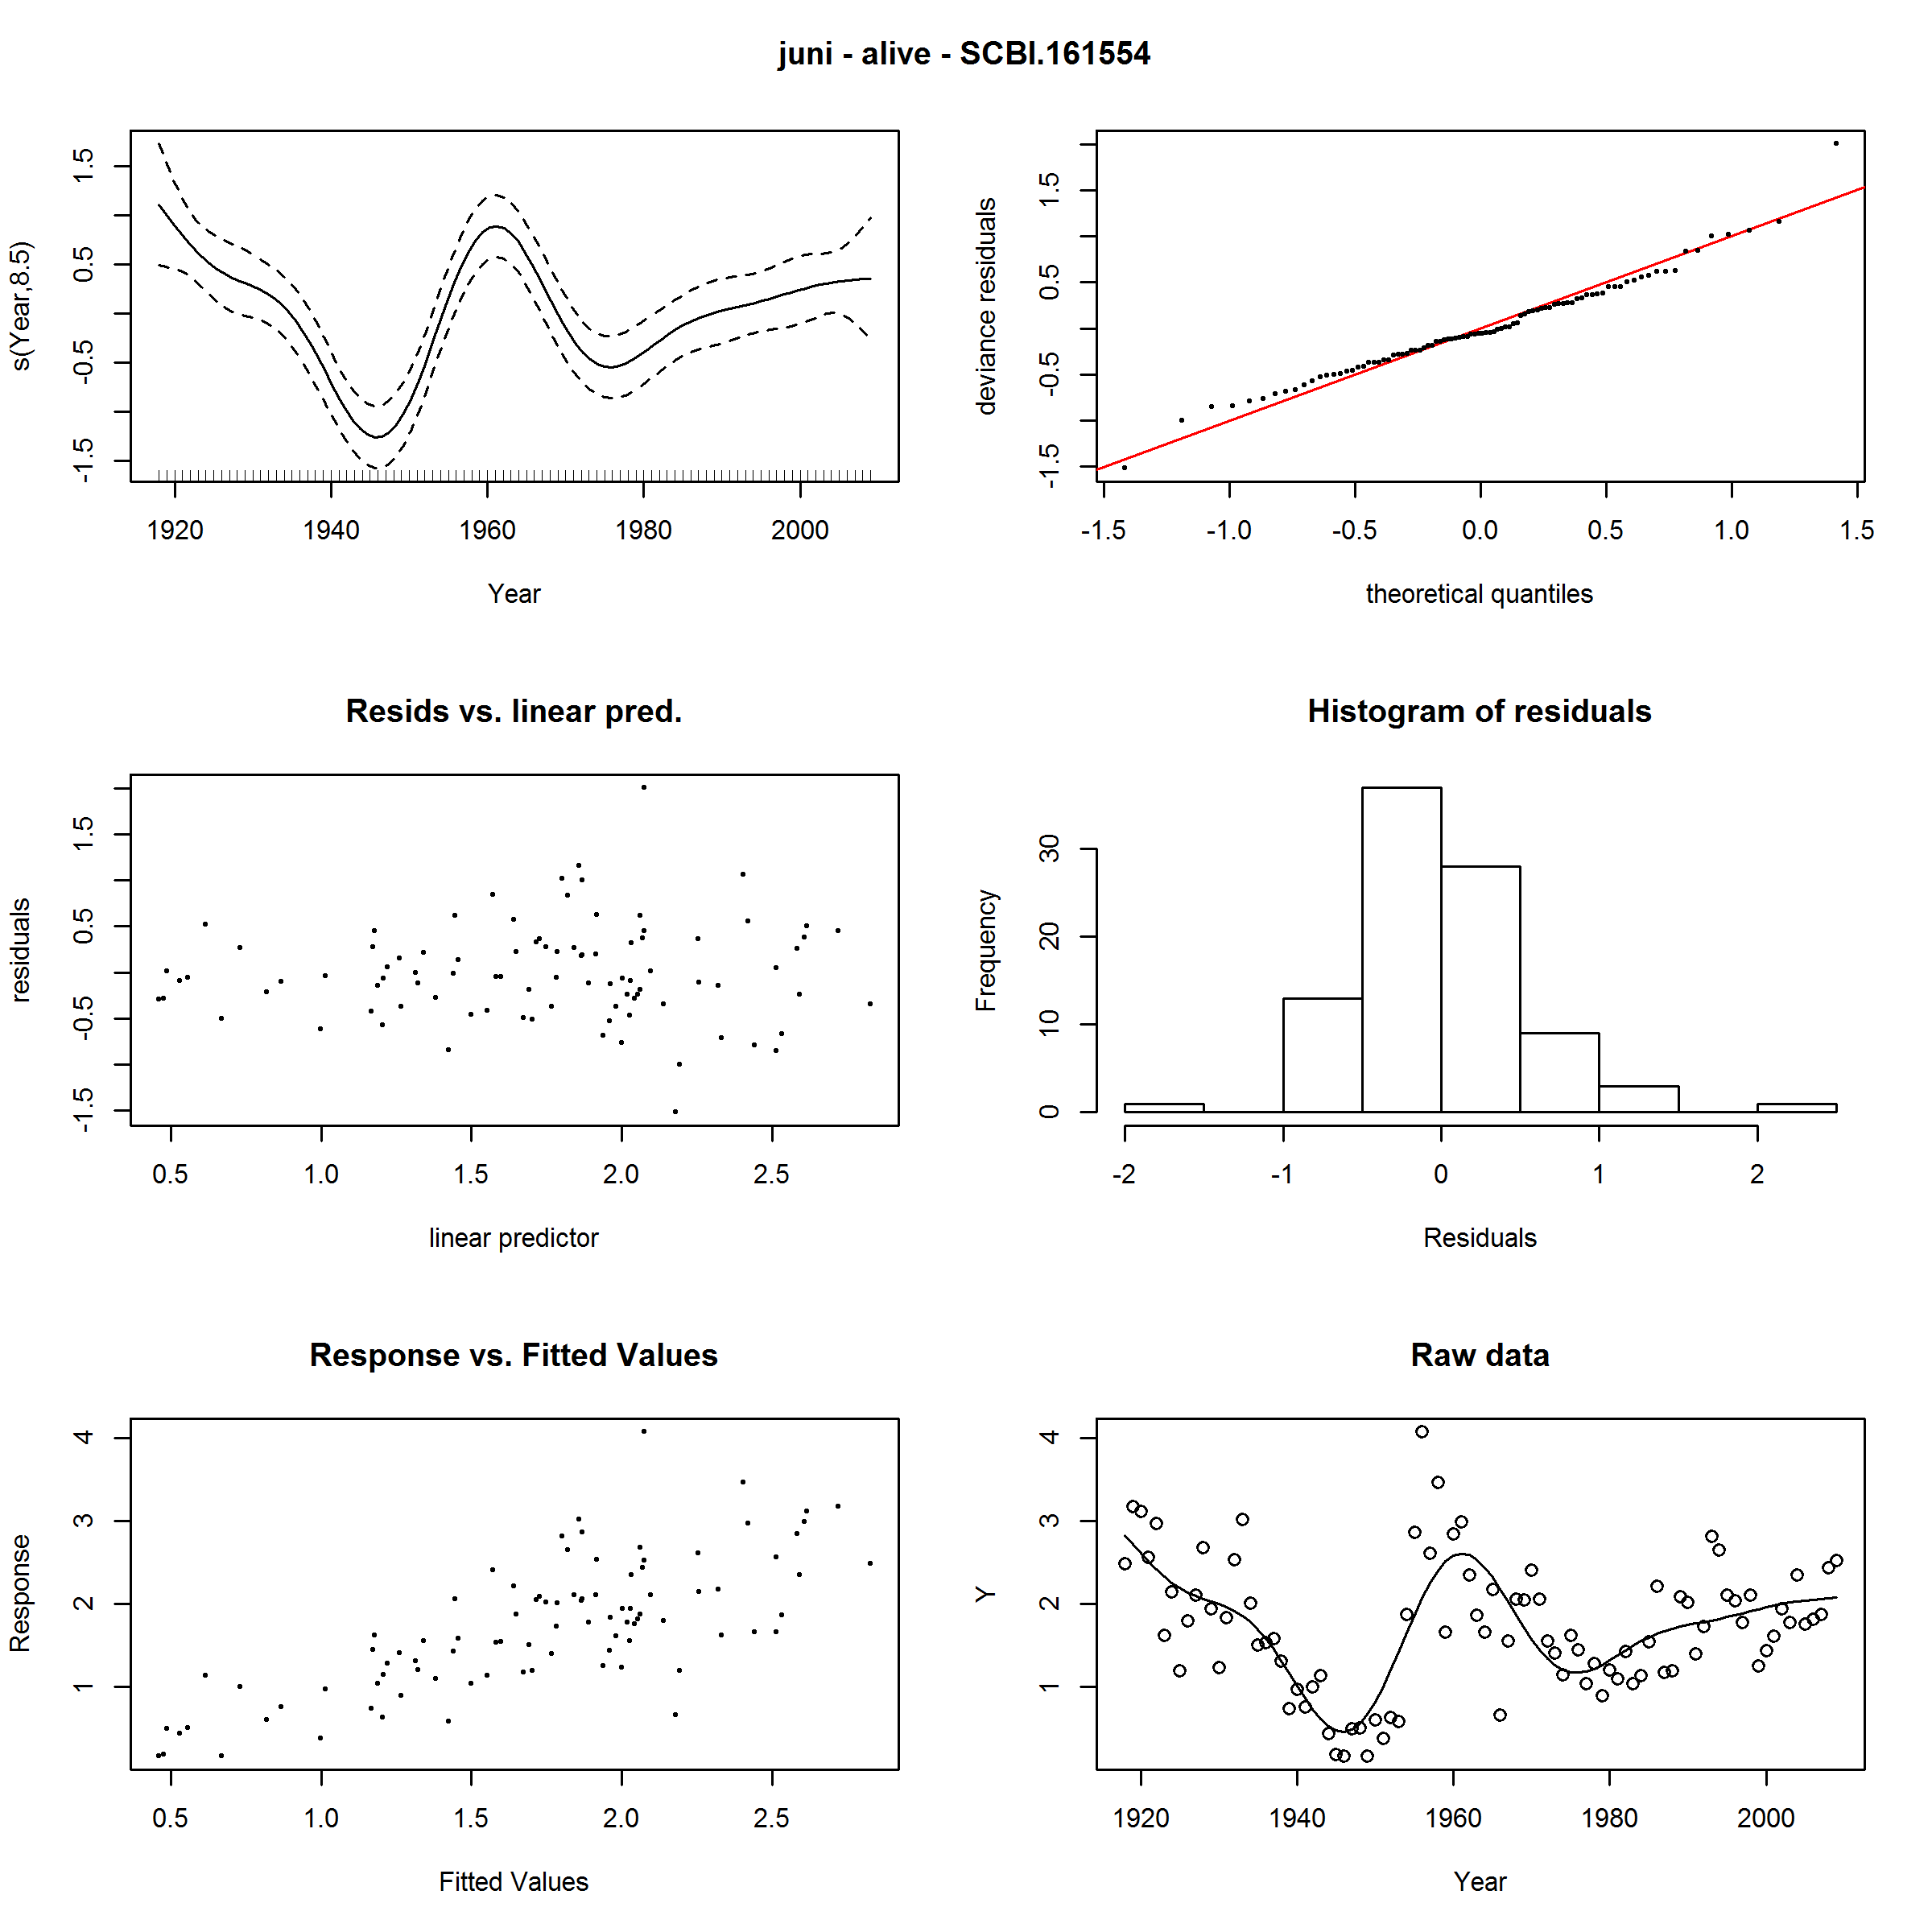 juni - alive - SCBI.161554
s(Year,8.5)
-1.5 -0.5 0.5 1.5
1920 1940 1960 1980 2000
Year
deviance residuals
-1.5 -0.5 0.5 1.5
-1.5 -1.0 -0.5 0.0 0.5 1.0 1.5
theoretical quantiles
Resids vs. linear pred.
residuals
-1.5 -0.5 0.5 1.5
0.5 1.0 1.5 2.0 2.5
linear predictor
Histogram of residuals
Frequency
0 10 20 30
-2 -1 0 1 2
Residuals
Response vs. Fitted Values
Response
1 2 3 4
0.5 1.0 1.5 2.0 2.5
Fitted Values
Raw data
Y
1 2 3 4
1920 1940 1960 1980 2000
Year